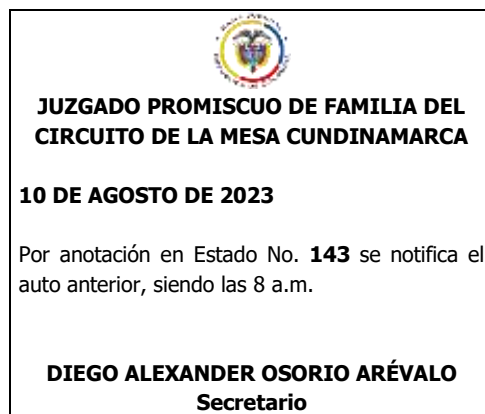 JUZGADO PROMISCUO DE FAMILIA DEL
CIRCUITO DE LA MESA CUNDINAMARCA
10 DE AGOSTO DE 2023
Por anotación en Estado No. 143 se notifica el
auto anterior, siendo las 8 a.m.
DIEGO ALEXANDER OSORIO ARÉVALO
Secretario